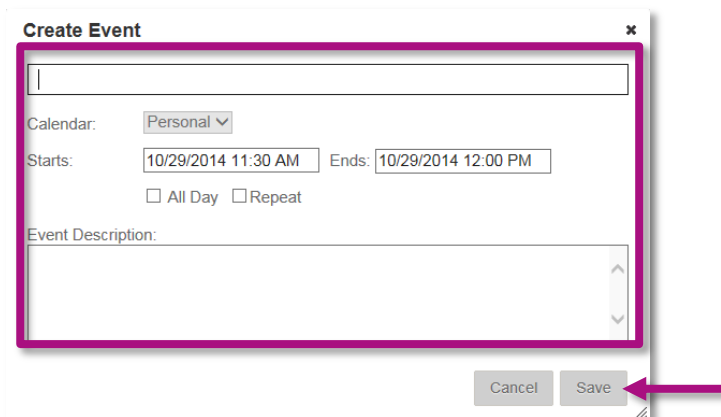 Create Event
Calendar: Personal
Starts: 10/29/2014 11:30 AM Ends: 10/29/2014 12:00 PM
All Day Repeat
Event Description:
Cancel Save